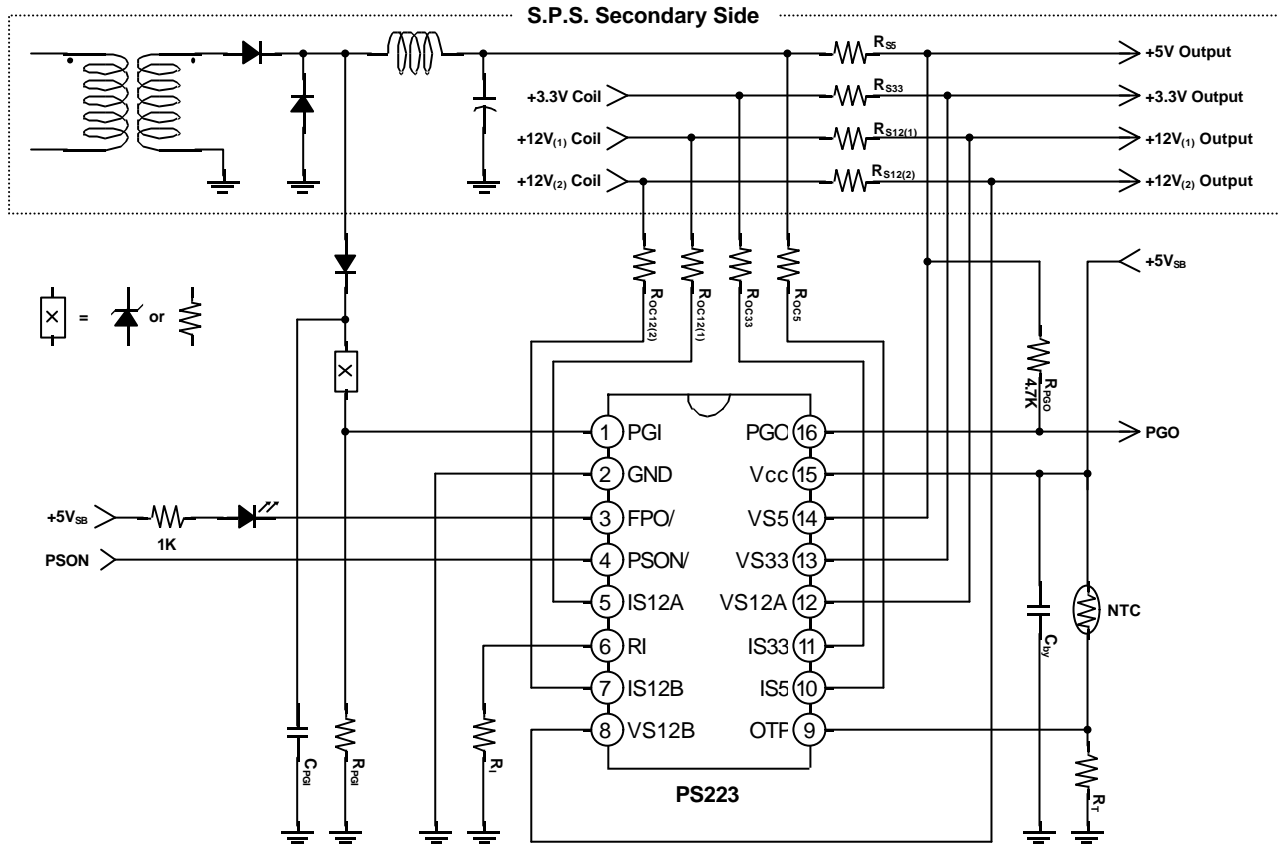 S.P.S. Secondary Side
RS5
+5V Output
+3.3V Coil
RS33
+3.3V Output
+12V(1) Coil
RS12(1)
+12V(1) Output
+12V(2) Coil
RS12(2)
+12V(2) Output
ROC12(2)
ROC12(1)
ROC33
ROC5
+5VSB
X
=
or
X
RPGO
4.7K
1 PGI
PGO 16
PGO
2 GND
Vcc 15
+5VSB
1K
3 FPO/
VS5 14
PSON
4 PSON/
VS33 13
5 IS12A
VS12A 12
NTC
6 RI
IS33 11
Cby
7 IS12B
IS5 10
8 VS12B
OTP 9
CPGI
RPGI
RI
RT
PS223